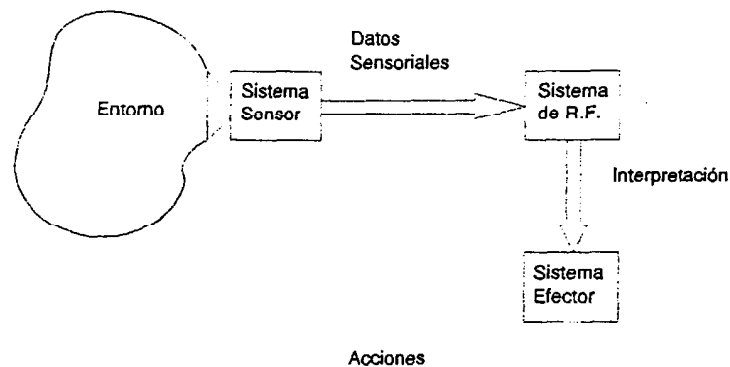 Datos
Sensoriales
Entorno
Sistema
Sensor
Sistema
de R.F.
Interpretación
Sistema
Efector
Acciones